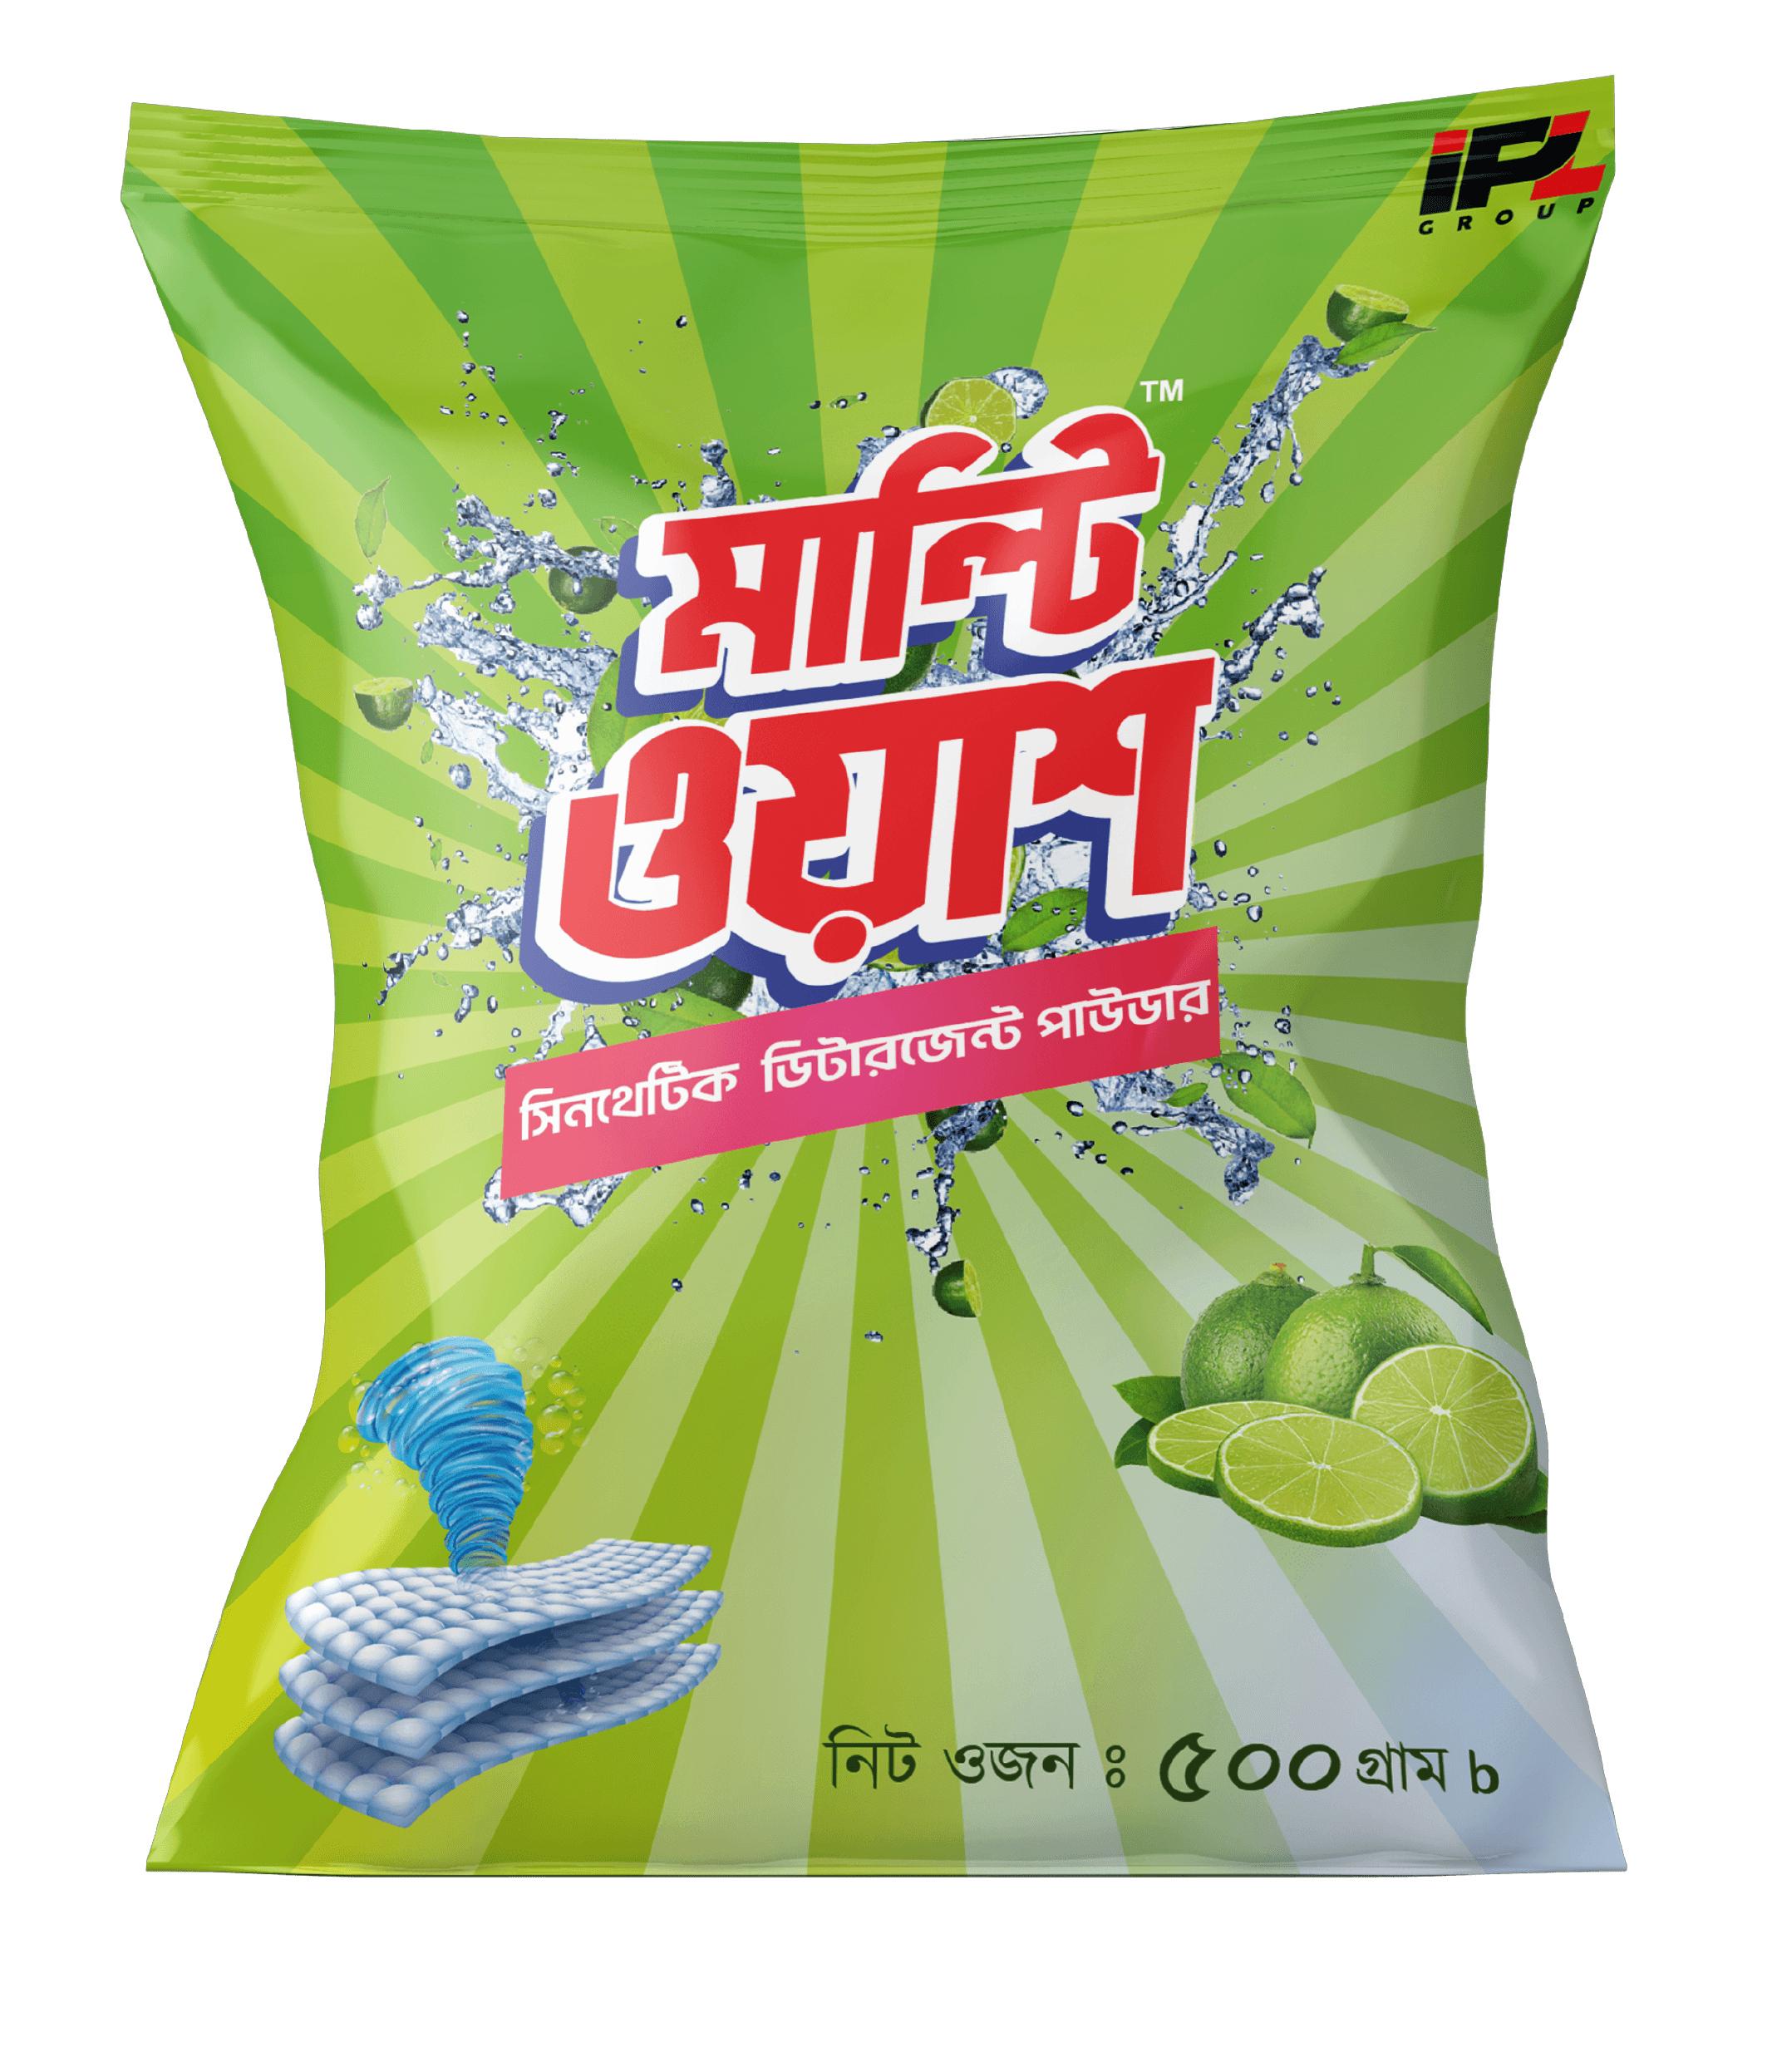 iPL
GROUP
TM
মাল্টি
ওয়াশ
সিনথেটিক ডিটারজেন্ট পাউডার
নিট ওজন ঃ ৫০০ গ্রাম ৮